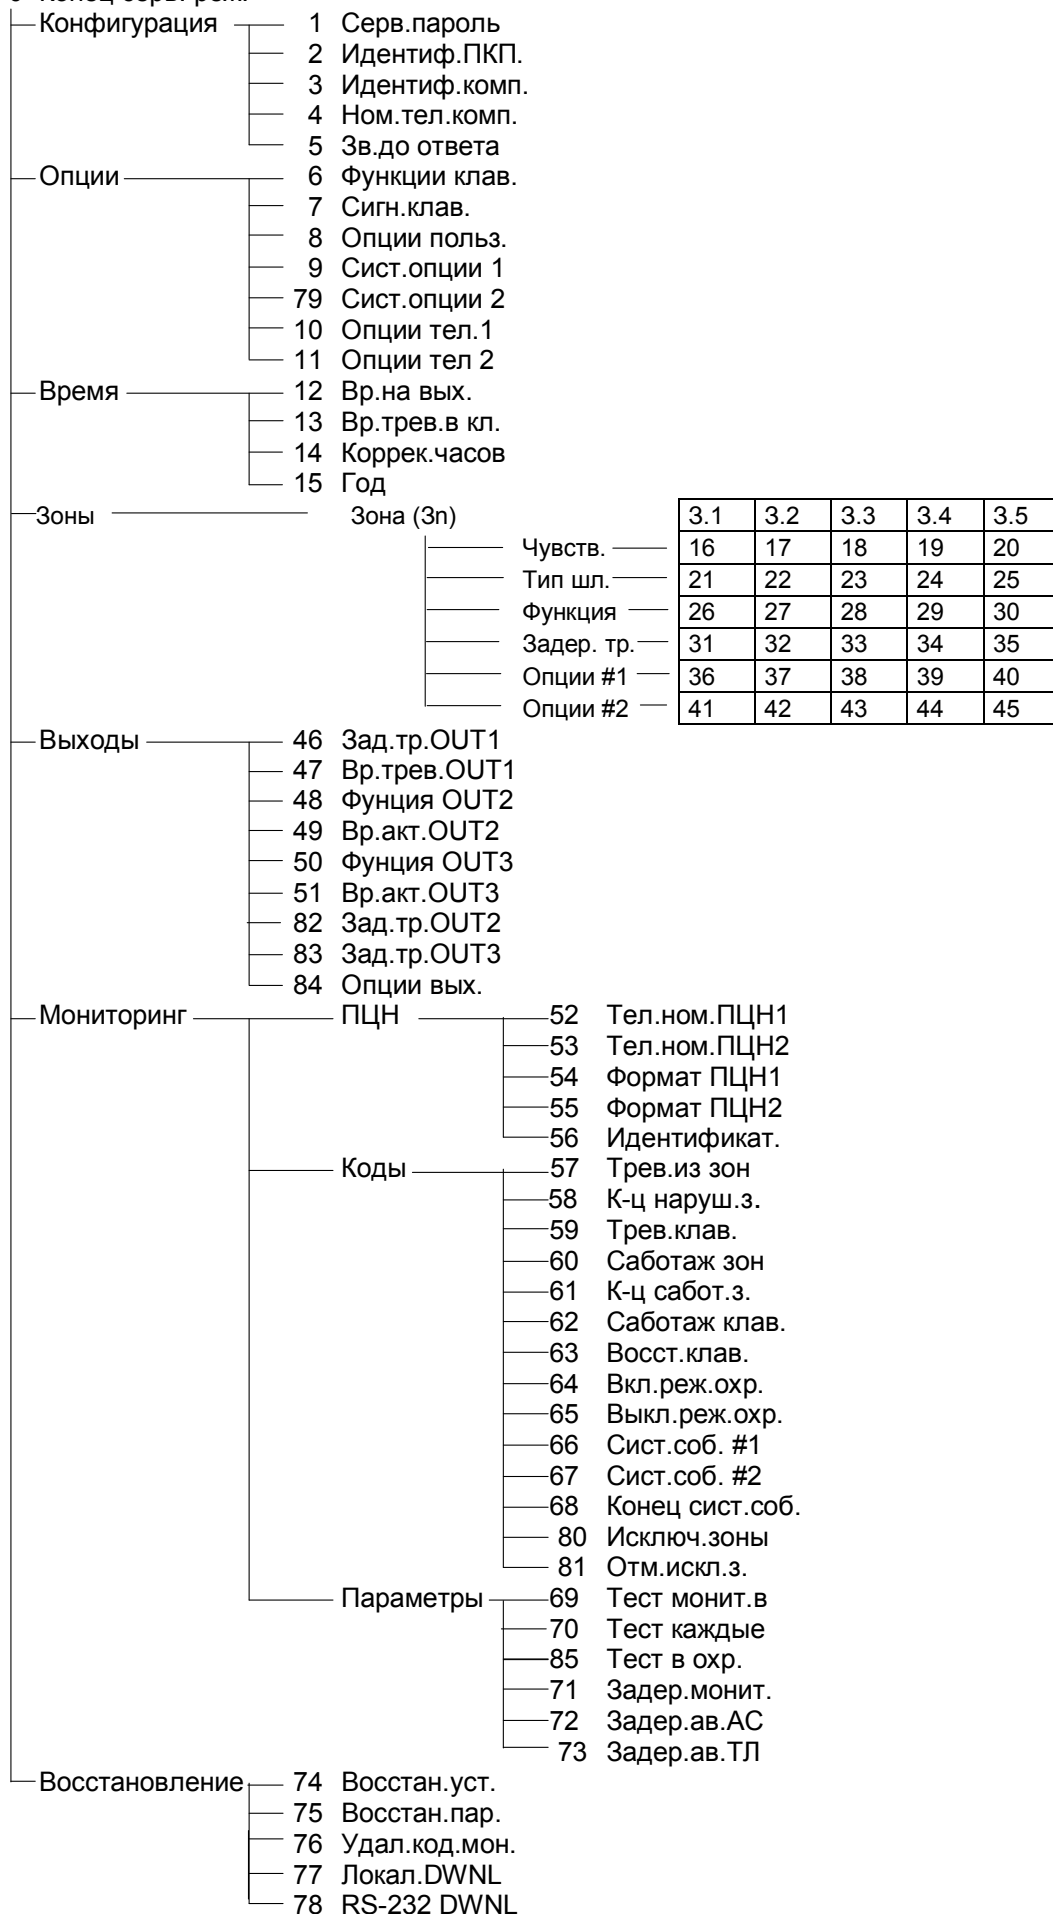 Конфигурация 1 Серв.пароль
2 Идентиф.ПКП.
3 Идентиф.комп.
4 Ном.тел.комп.
5 Зв.до ответа
Опции 6 Функции клав.
7 Сигн.клав.
8 Опции польз.
9 Сист.опции 1
79 Сист.опции 2
10 Опции тел.1
11 Опции тел 2
Время 12 Вр.на вых.
13 Вр.трев.в кл.
14 Коррек.часов
15 Год
Зоны Зона (Зn) 3.1 3.2 3.3 3.4 3.5
Чувств. 16 17 18 19 20
Тип шл. 21 22 23 24 25
Функция 26 27 28 29 30
Задер. тр. 31 32 33 34 35
Опции #1 36 37 38 39 40
Опции #2 41 42 43 44 45
Выходы 46 Зад.тр.OUT1
47 Вр.трев.OUT1
48 Фунция OUT2
49 Вр.акт.OUT2
50 Фунция OUT3
51 Вр.акт.OUT3
82 Зад.тр.OUT2
83 Зад.тр.OUT3
84 Опции вых.
Мониторинг ПЦН 52 Тел.ном.ПЦН1
53 Тел.ном.ПЦН2
54 Формат ПЦН1
55 Формат ПЦН2
56 Идентификат.
Коды 57 Трев.из зон
58 К-ц наруш.з.
59 Трев.клав.
60 Саботаж зон
61 К-ц сабот.з.
62 Саботаж клав.
63 Восст.клав.
64 Вкл.реж.охр.
65 Выкл.реж.охр.
66 Сист.соб. #1
67 Сист.соб. #2
68 Конец сист.соб.
80 Исключ.зоны
81 Отм.искл.з.
Параметры 69 Тест монит.в
70 Тест каждые
85 Тест в охр.
71 Задер.монит.
72 Задер.ав.АС
73 Задер.ав.ТЛ
Восстановление 74 Восстан.уст.
75 Восстан.пар.
76 Удал.код.мон.
77 Локал.DWNL
78 RS-232 DWNL